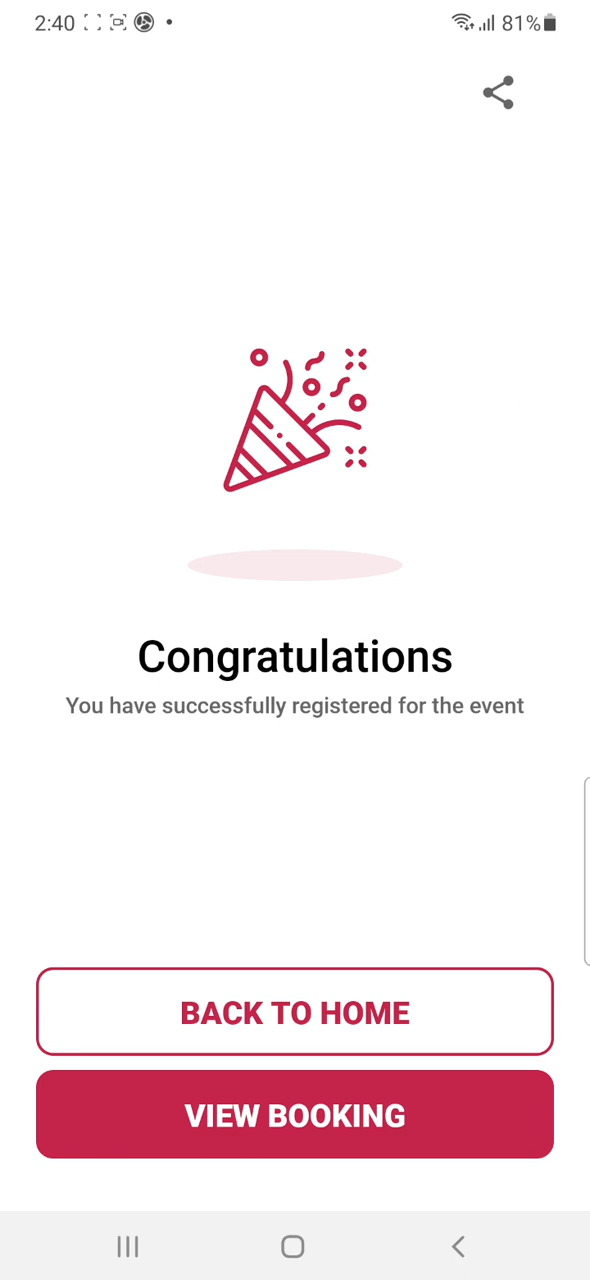 2:40 81%
Congratulations
You have successfully registered for the event
BACK TO HOME
VIEW BOOKING